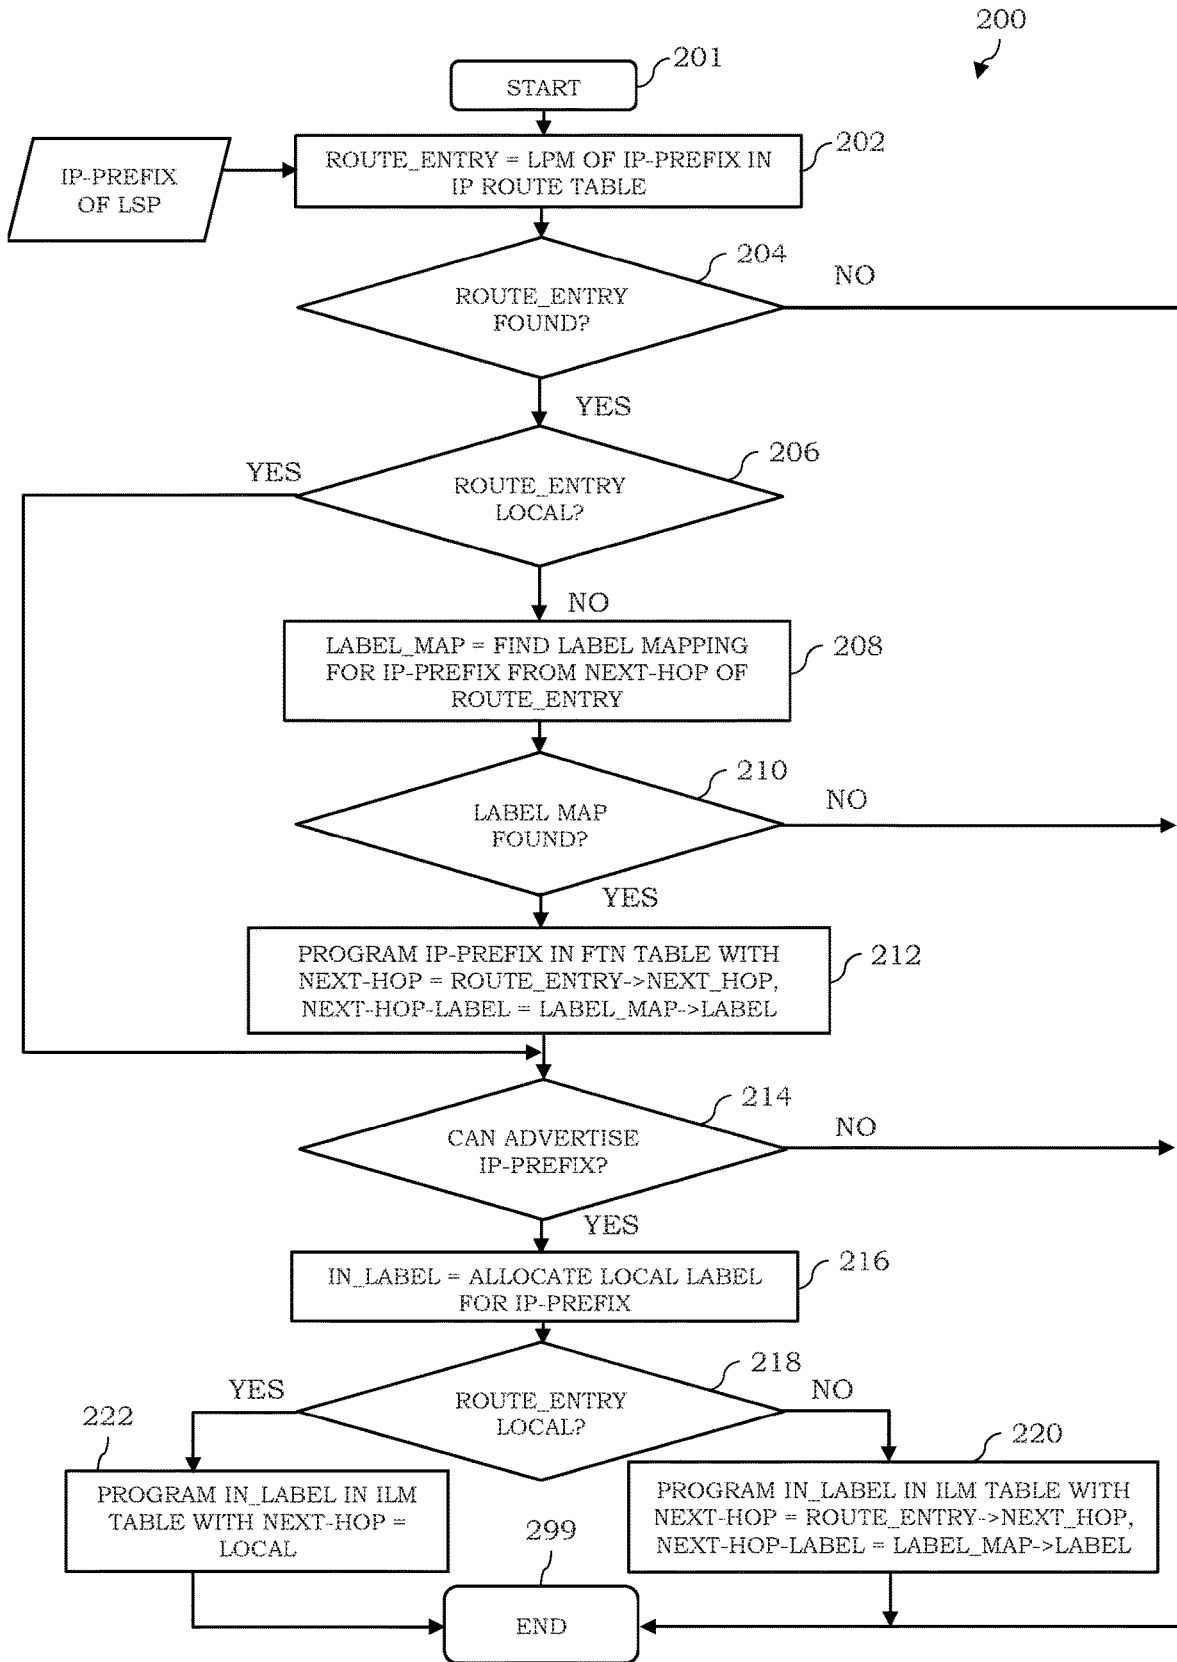 200
201
START
IP-PREFIX
OF LSP
ROUTE_ENTRY = LPM OF IP-PREFIX IN
IP ROUTE TABLE
202
204
NO
ROUTE_ENTRY
FOUND?
YES
206
YES
ROUTE_ENTRY
LOCAL?
NO
LABEL_MAP = FIND LABEL MAPPING
FOR IP-PREFIX FROM NEXT-HOP OF
ROUTE_ENTRY
208
210
NO
LABEL MAP
FOUND?
YES
PROGRAM IP-PREFIX IN FTN TABLE WITH
NEXT-HOP = ROUTE_ENTRY->NEXT_HOP,
NEXT-HOP-LABEL = LABEL_MAP->LABEL
212
214
NO
CAN ADVERTISE
IP-PREFIX?
YES
IN_LABEL = ALLOCATE LOCAL LABEL
FOR IP-PREFIX
216
218
YES
NO
ROUTE_ENTRY
LOCAL?
222
220
PROGRAM IN_LABEL IN ILM
TABLE WITH NEXT-HOP =
LOCAL
PROGRAM IN_LABEL IN ILM TABLE WITH
NEXT-HOP = ROUTE_ENTRY->NEXT_HOP,
NEXT-HOP-LABEL = LABEL_MAP->LABEL
299
END